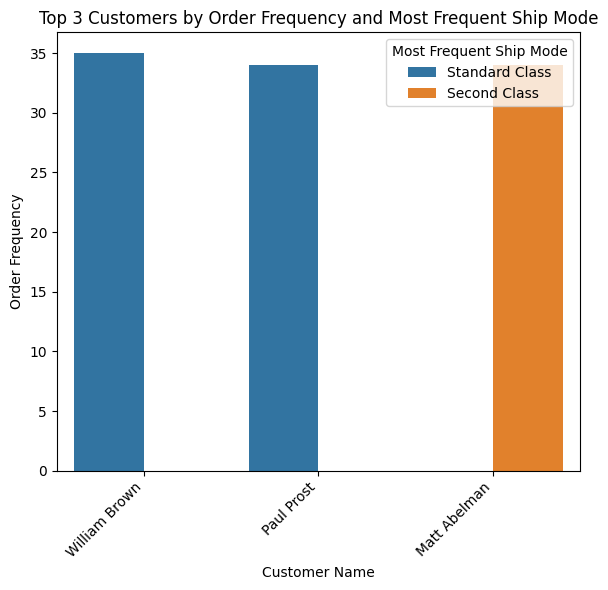 Top 3 Customers by Order Frequency and Most Frequent Ship Mode
Most Frequent Ship Mode
Standard Class
Second Class
Order Frequency
35
30
25
20
15
10
5
0
William Brown
Paul Prost
Matt Abelman
Customer Name